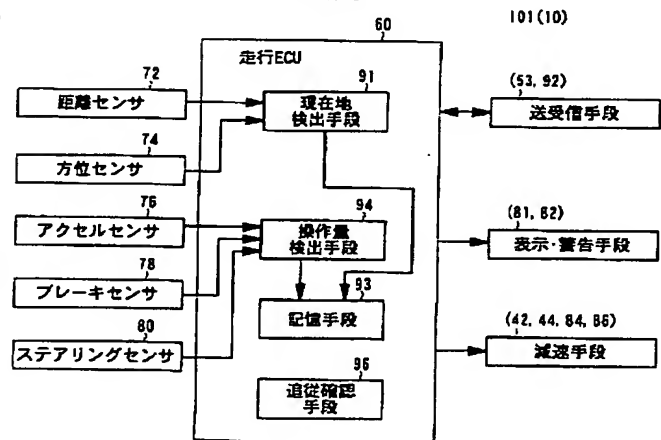 60
101(10)
走行ECU
72
距離センサ
91
現在地
検出手段
(53, 92)
送受信手段
74
方位センサ
76
アクセルセンサ
94
操作量
検出手段
(81, 82)
表示・警告手段
78
ブレーキセンサ
93
記憶手段
80
ステアリングセンサ
(42, 44, 84, 86)
減速手段
96
追従確認
手段